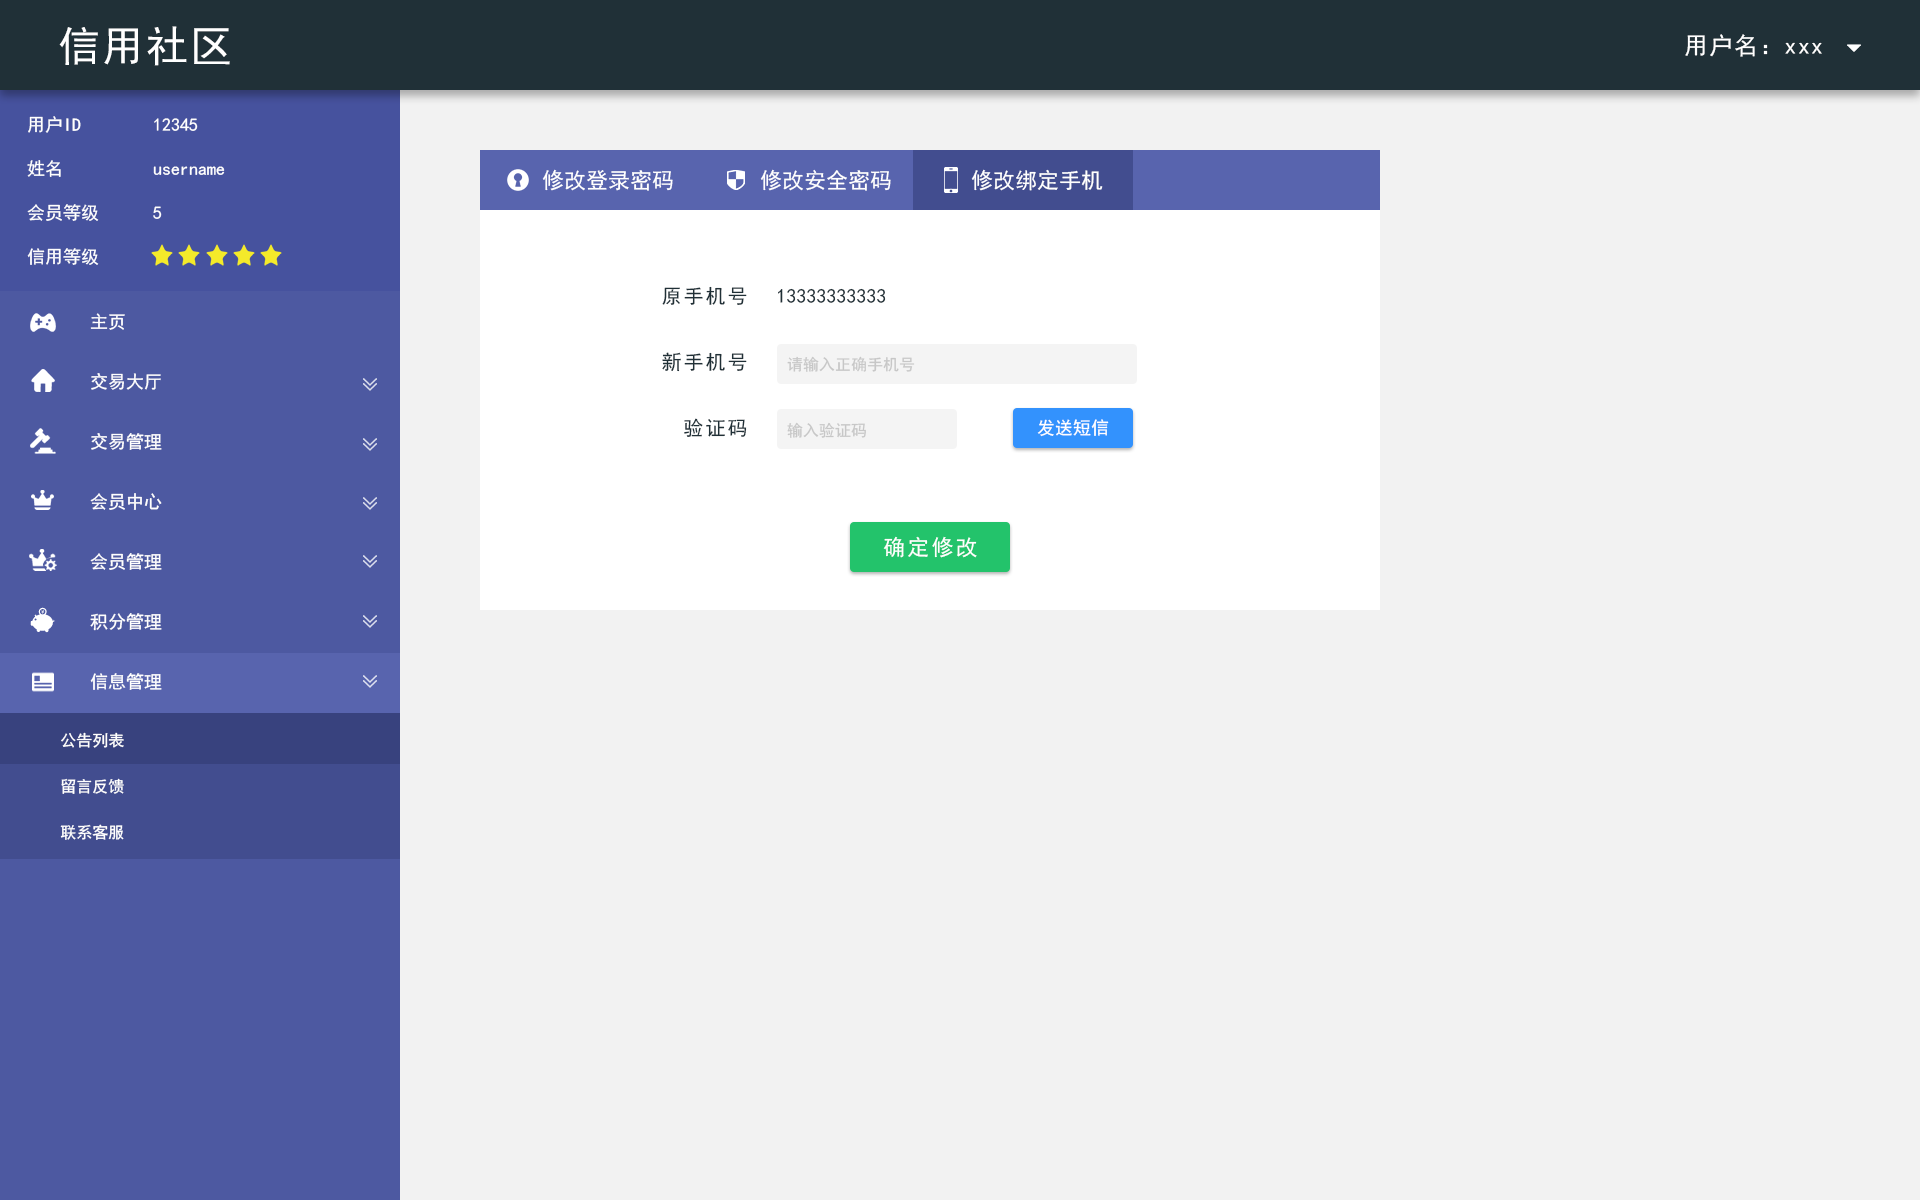 信用社区
用户名：xxx
用户ID 12345
姓名 username
会员等级 5
信用等级
主页
交易大厅
交易管理
会员中心
会员管理
积分管理
信息管理
公告列表
留言反馈
联系客服
修改登录密码 修改安全密码 修改绑定手机
原手机号 13333333333
新手机号 请输入正确手机号
验证码 输入验证码 发送短信
确定修改